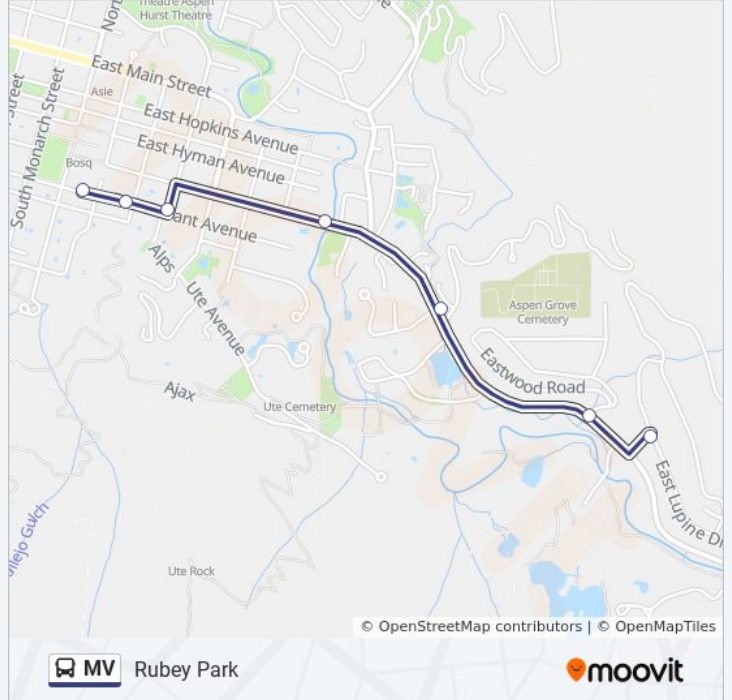 Theatre Aspen
Hurst Theatre
East Main Street
Asie
South Monarch Street
East Hopkins Avenue
East Hyman Avenue
Bosq
Street
ant Avenue
Alps
Ute Avenue
Aspen Grove
Cemetery
Eastwood Road
Ajax
Ute Cemetery
East Lupine Dr
Ute Rock
© OpenStreetMap contributors | © OpenMapTiles
MV Rubey Park
moovit